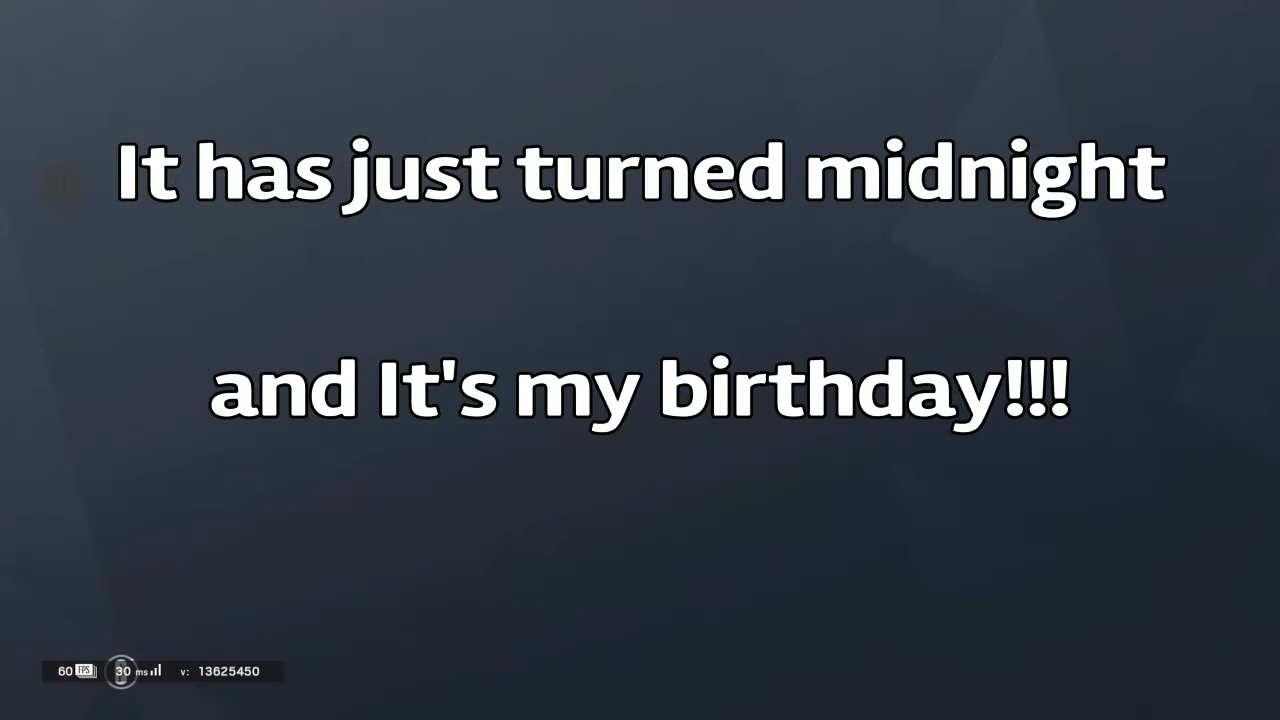 It has just turned midnight
and It's my birthday!!!
60 FPS 30 ms v: 13625450